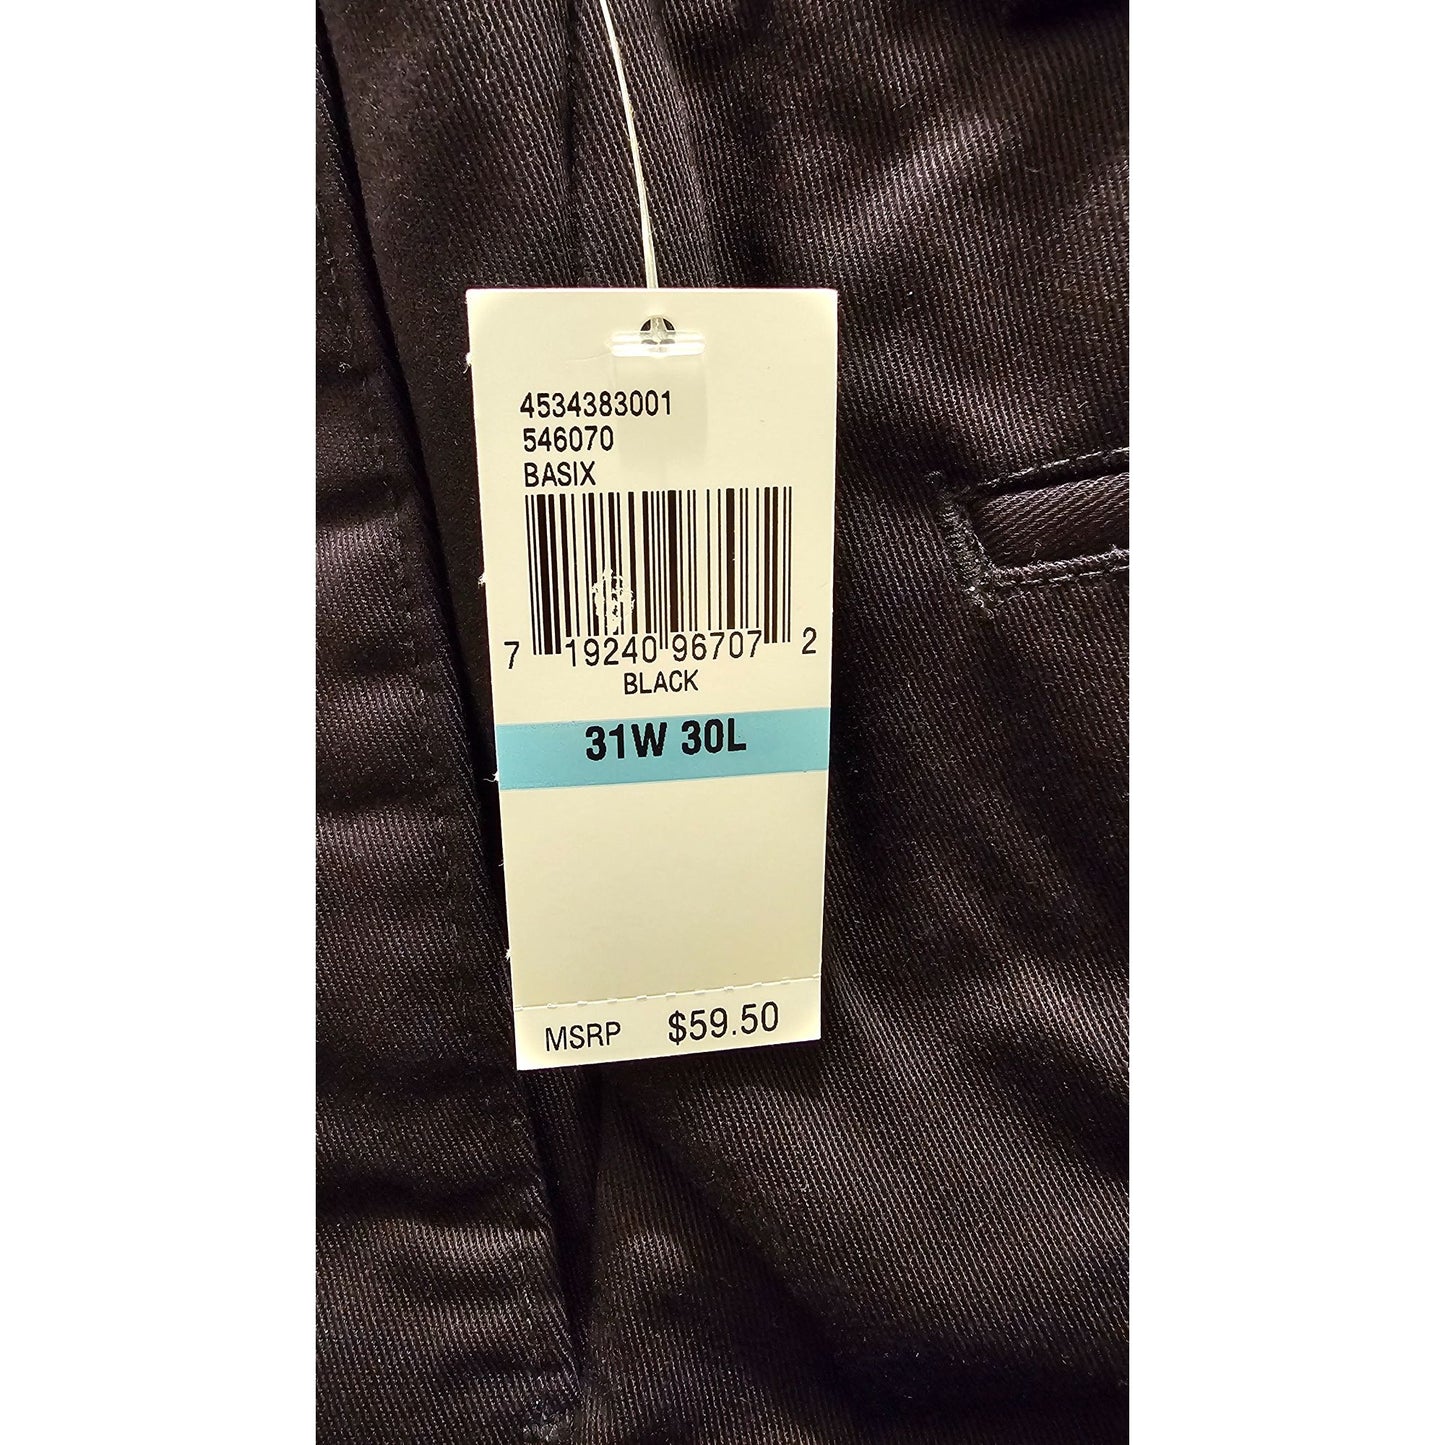 4534383001
546070
BASIX
7 19240 96707 2
BLACK
31W 30L
MSRP $59.50